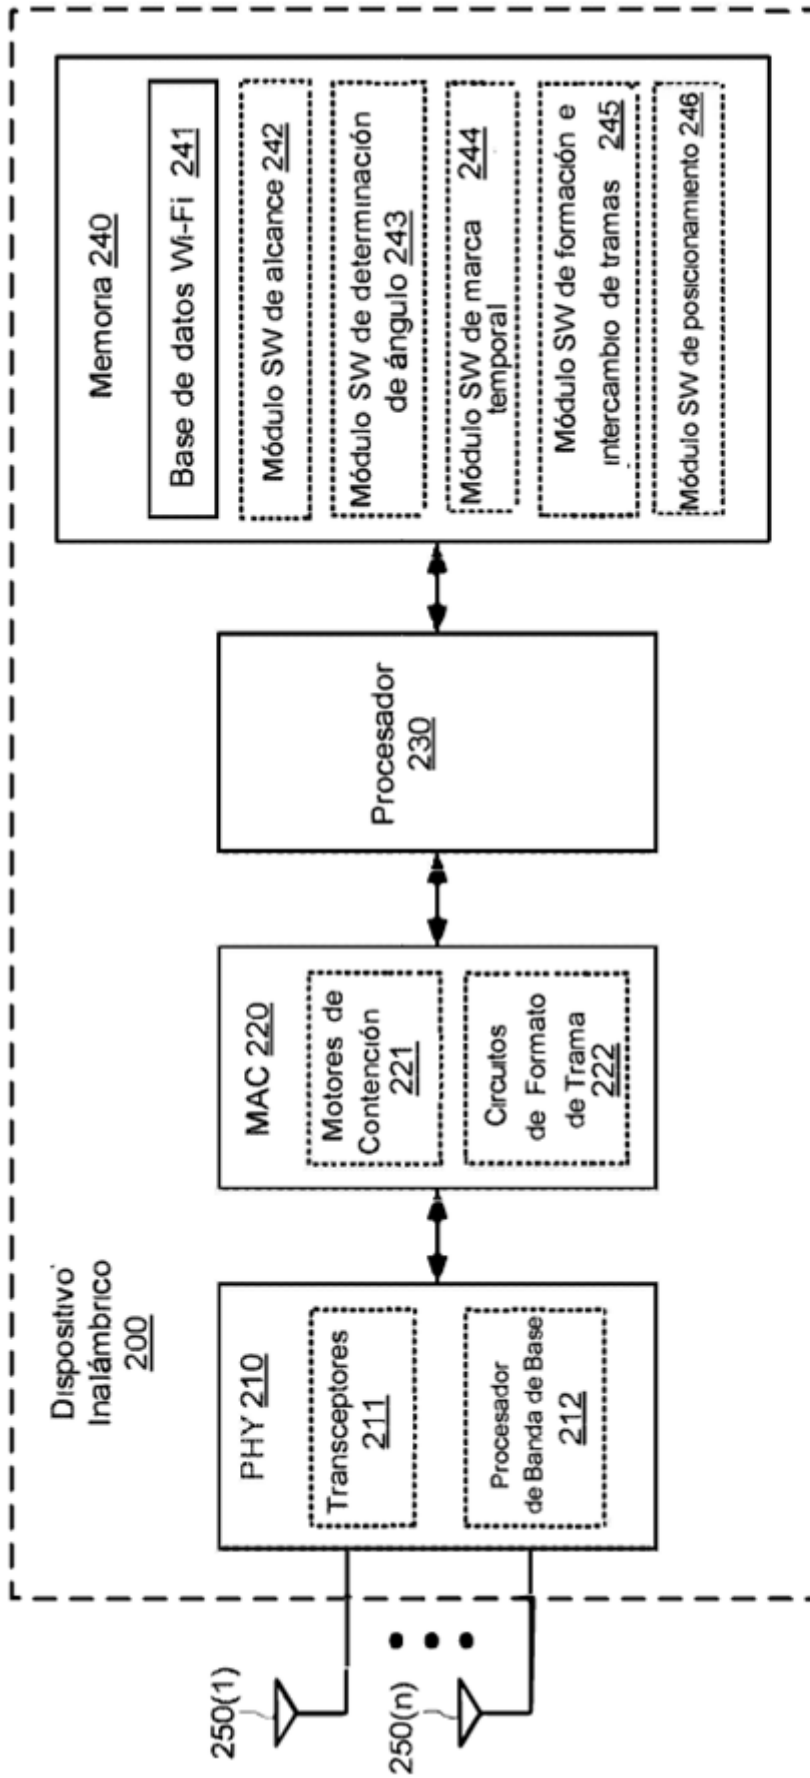 Dispositivo
Inalámbrico
200
250(1)
250(n)
PHY 210
Transceptores
211
Procesador
de Banda de Base
212
MAC 220
Motores de
Contención
221
Circuitos
de Formato
de Trama
222
Procesador
230
Memoria 240
Base de datos Wi-Fi 241
Módulo SW de alcance 242
Módulo SW de determinación
de ángulo 243
Módulo SW de marca 244
temporal
Módulo SW de formación e
intercambio de tramas 245
Módulo SW de posicionamiento 246